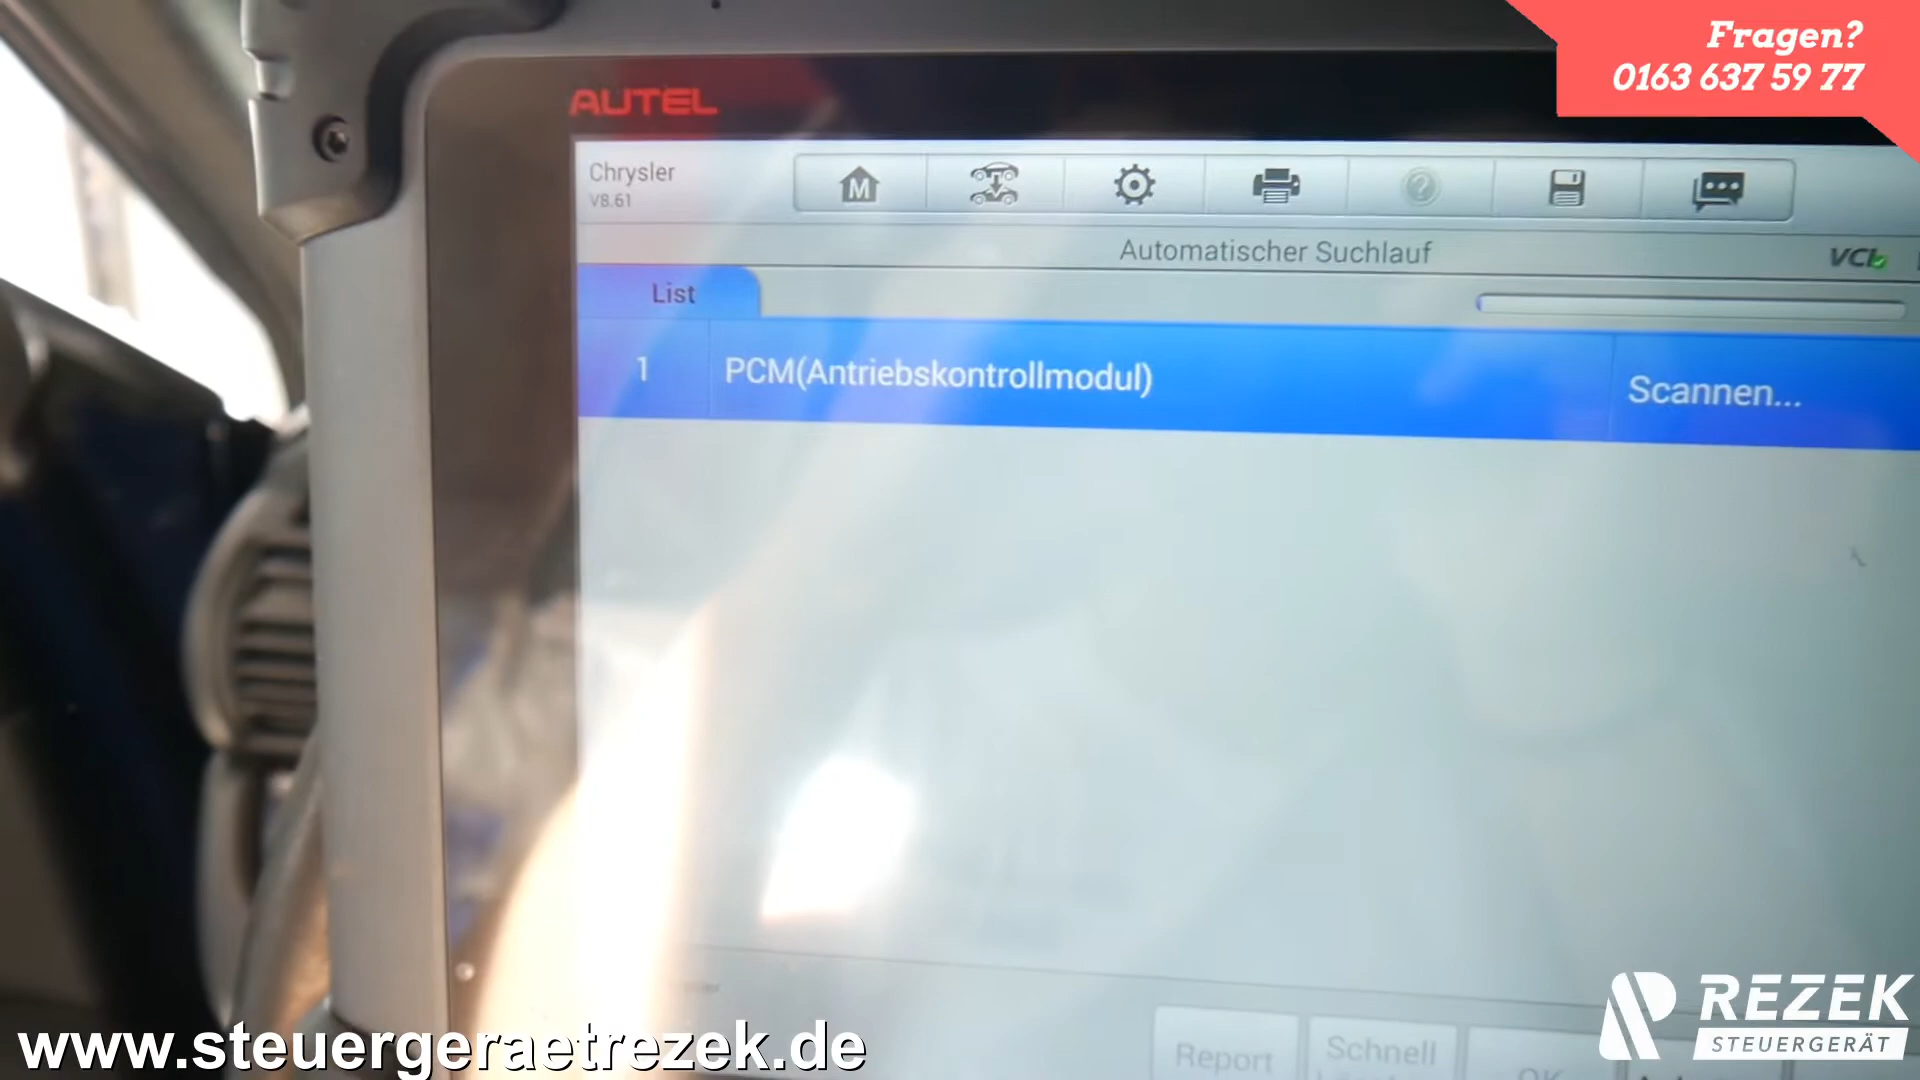 Fragen?
0163 637 59 77
AUTEL
Chrysler
V8.61
M
?
Automatischer Suchlauf
VCI
List
1
PCM(Antriebskontrollmodul)
Scannen...
Report
Schnell
OK
REZEK
STEUERGERÄT
www.steuergeraetrezek.de